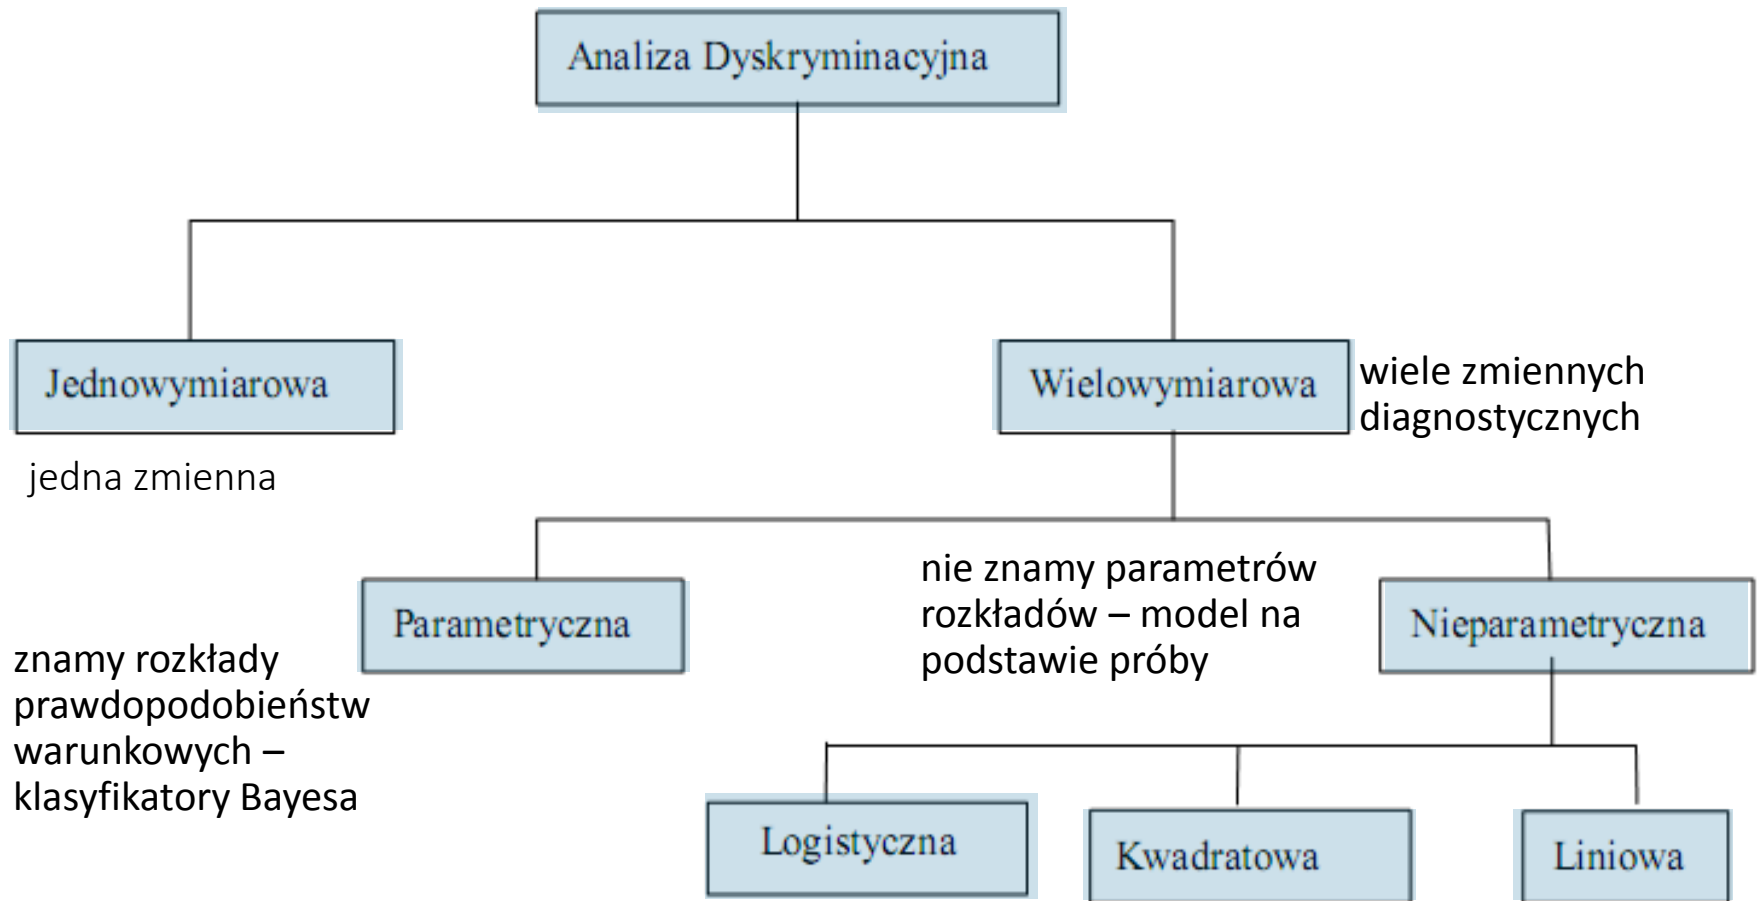 Analiza Dyskryminacyjna
Jednowymiarowa
jedna zmienna
Wielowymiarowa
wiele zmiennych
diagnostycznych
Parametryczna
znamy rozkłady
prawdopodobieństw
warunkowych –
klasyfikatory Bayesa
nie znamy parametrów
rozkładów – model na
podstawie próby
Nieparametryczna
Logistyczna
Kwadratowa
Liniowa